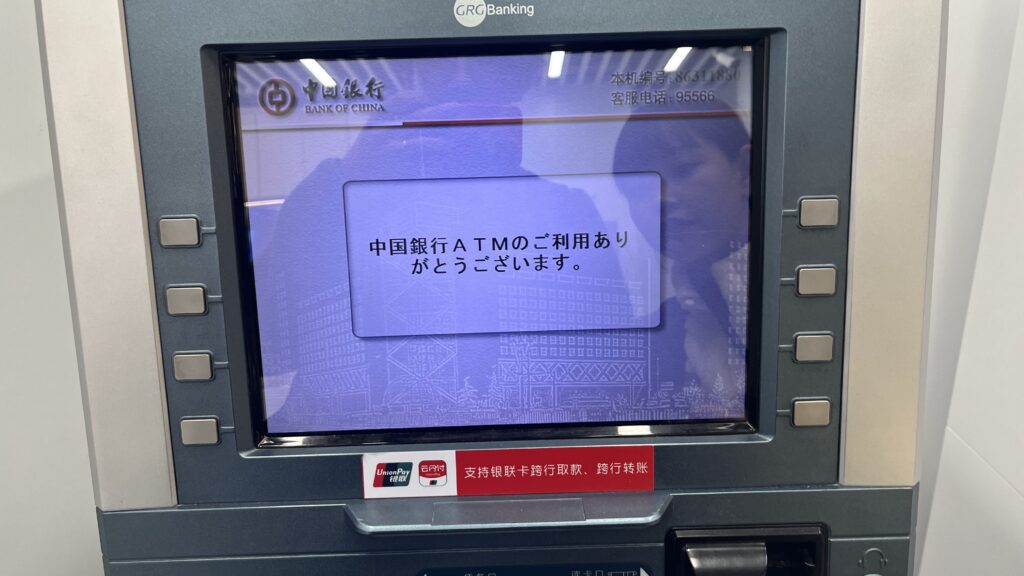 GRG Banking
中国银行
BANK OF CHINA
本机编号: 86311880
客服电话: 95566
中国銀行ATMのご利用あり
がとうございます。
UnionPay
银联
云闪付
支持银联卡跨行取款、跨行转账